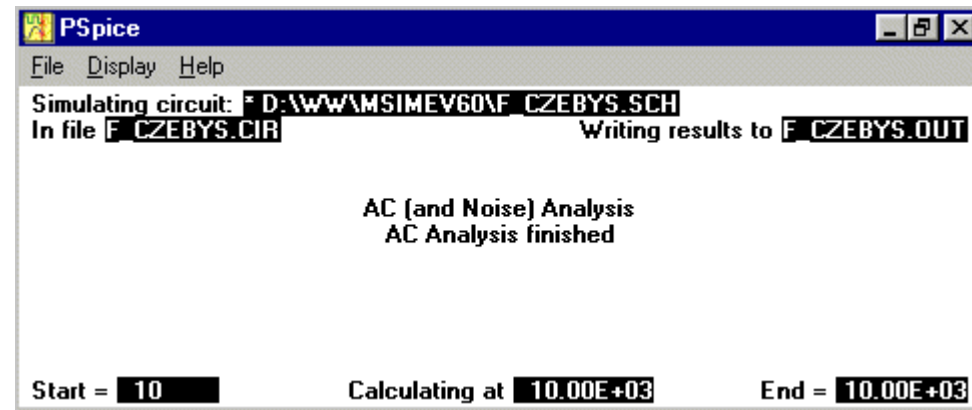 PSpice
File Display Help
Simulating circuit: * D:\WW\MSIMEV60\F_CZEBYS.SCH
In file F_CZEBYS.CIR Writing results to F_CZEBYS.OUT
AC (and Noise) Analysis
AC Analysis finished
Start = 10 Calculating at 10.00E+03 End = 10.00E+03